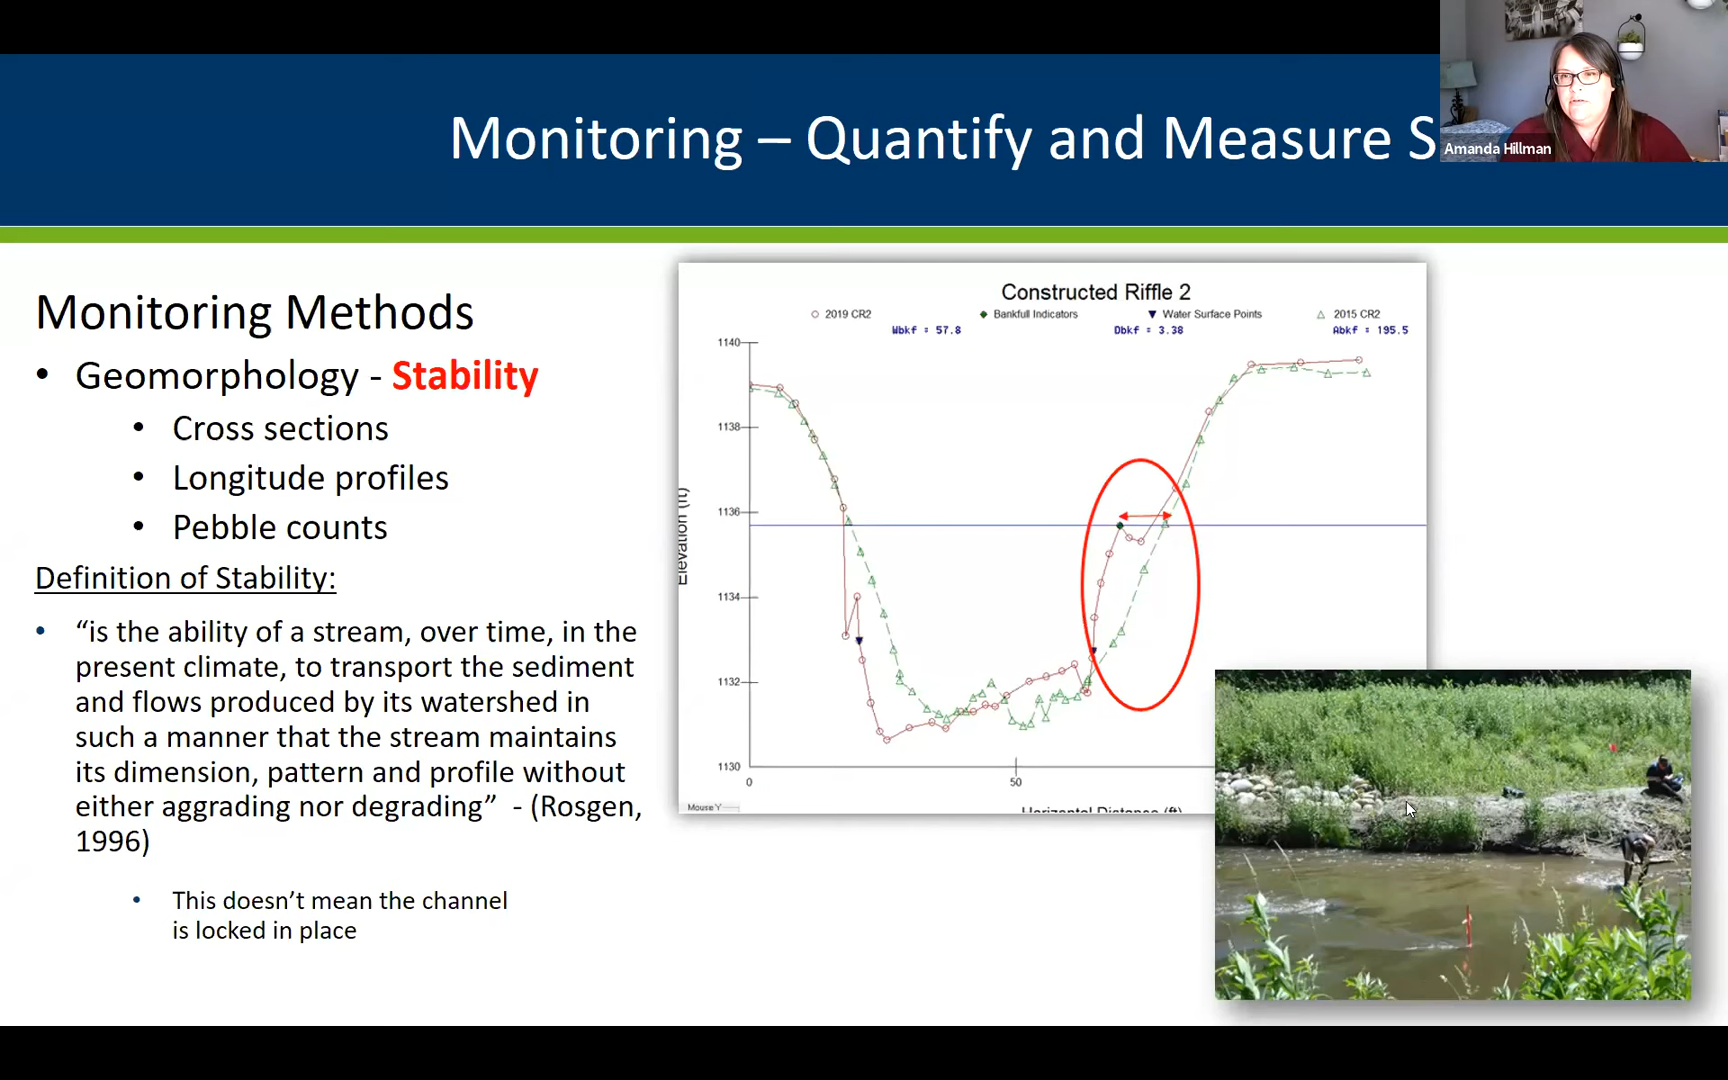 Monitoring – Quantify and Measure S
Amanda Hillman
Monitoring Methods
• Geomorphology - Stability
• Cross sections
• Longitude profiles
• Pebble counts
Definition of Stability:
• “is the ability of a stream, over time, in the
present climate, to transport the sediment
and flows produced by its watershed in
such a manner that the stream maintains
its dimension, pattern and profile without
either aggrading nor degrading” - (Rosgen,
1996)
• This doesn’t mean the channel
is locked in place
Constructed Riffle 2
2019 CR2 Bankfull Indicators Water Surface Points 2015 CR2
Wbkf = 57.8 Dbkf = 3.38 Abkf = 195.5
Elevation (ft)
1140
1138
1136
1134
1132
1130
0 50
Mouse 'Y'
Horizontal Distance (ft)